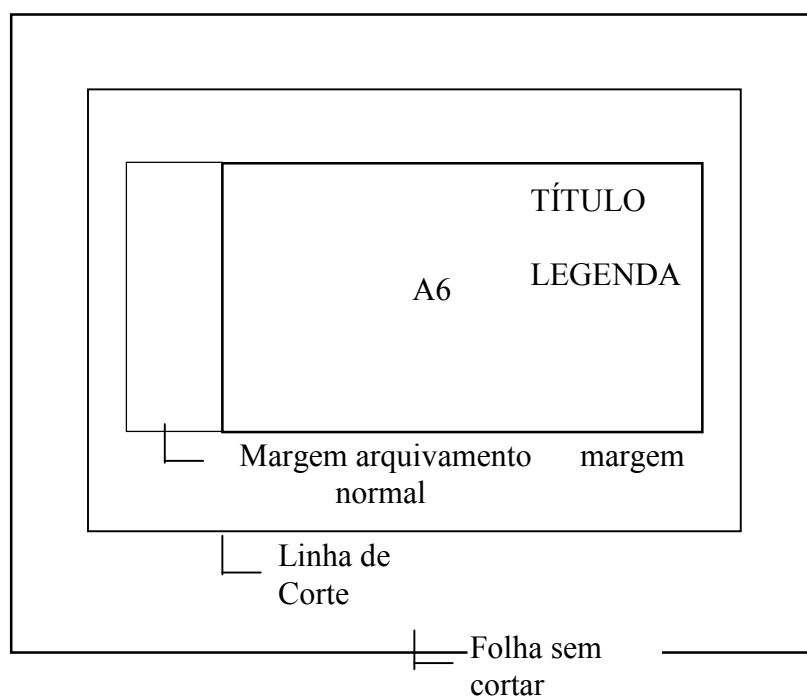 TÍTULO
LEGENDA
A6
Margem arquivamento margem
normal
Linha de
Corte
Folha sem
cortar